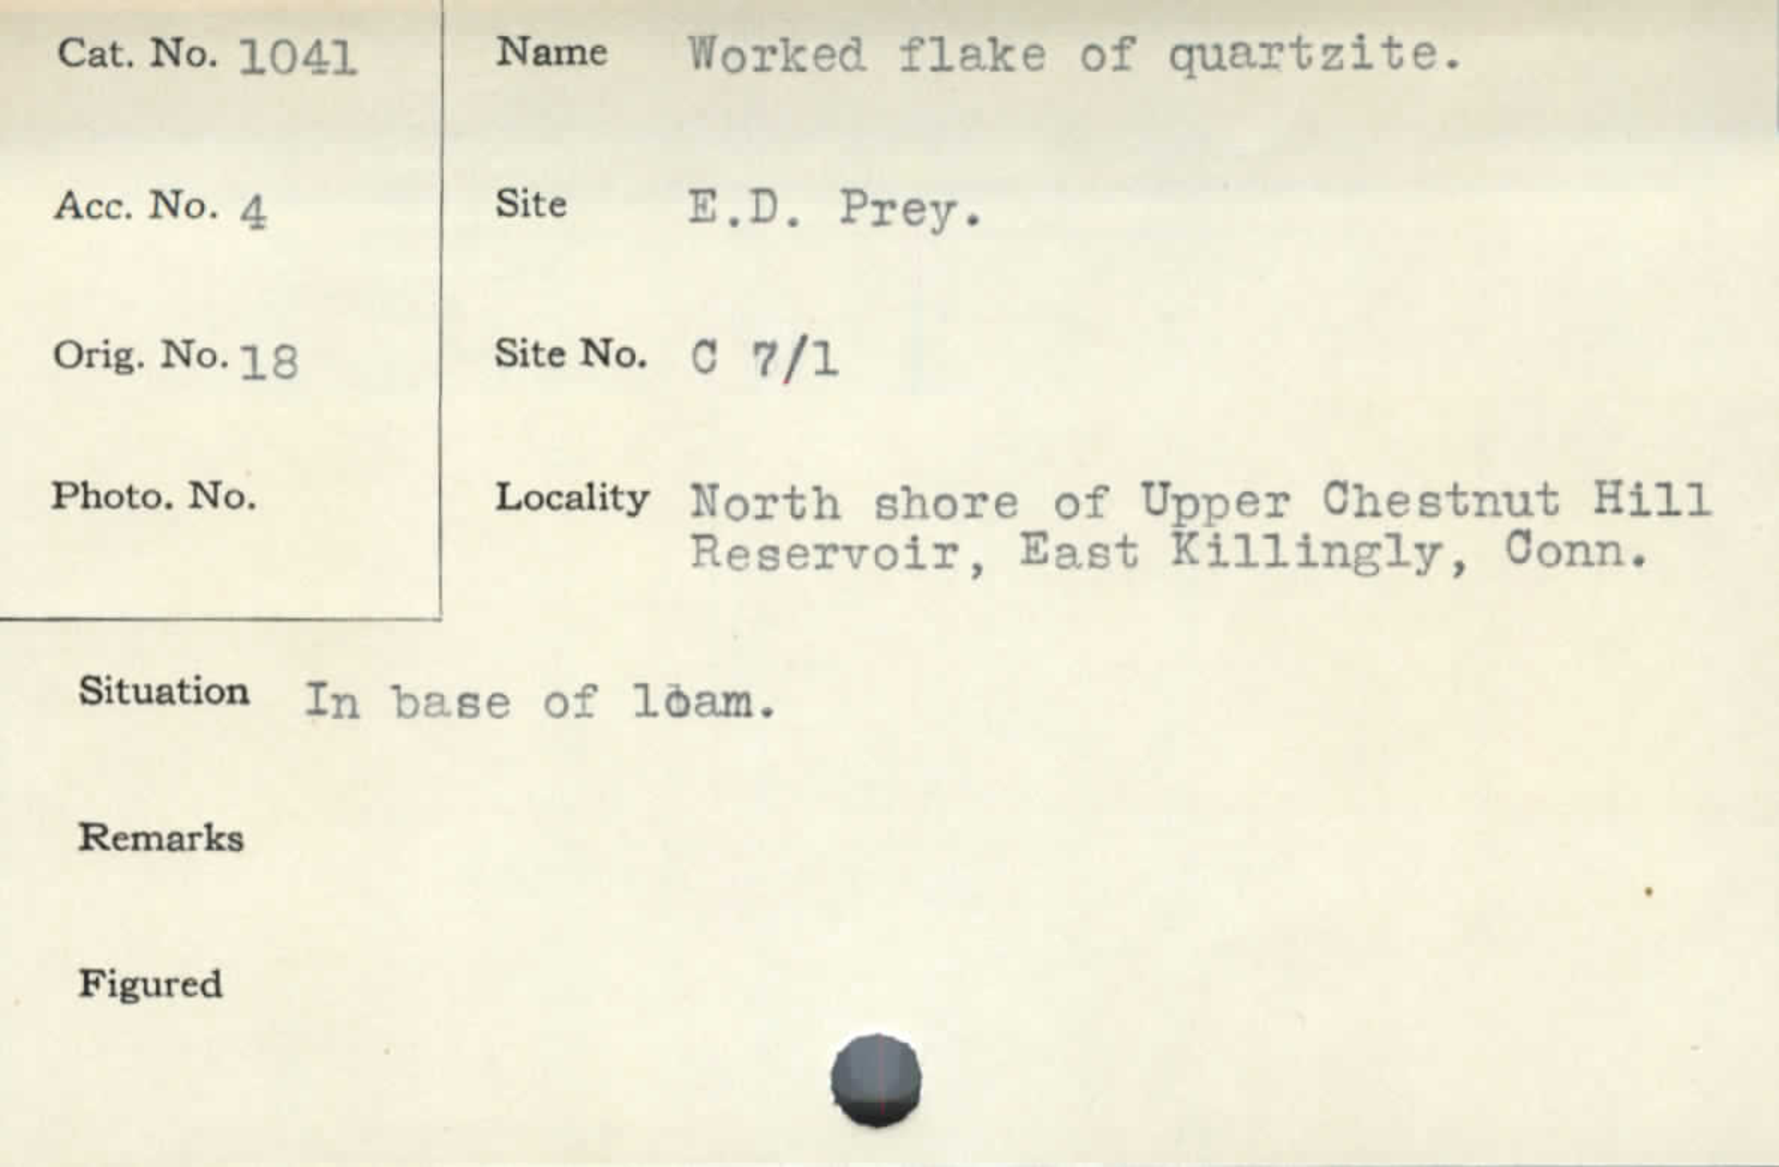 Cat. No. 1041
Name Worked flake of quartzite.
Acc. No. 4
Site E.D. Prey.
Orig. No. 18
Site No. C 7/1
Photo. No.
Locality North shore of Upper Chestnut Hill
Reservoir, East Killingly, Conn.
Situation In base of loam.
Remarks
Figured